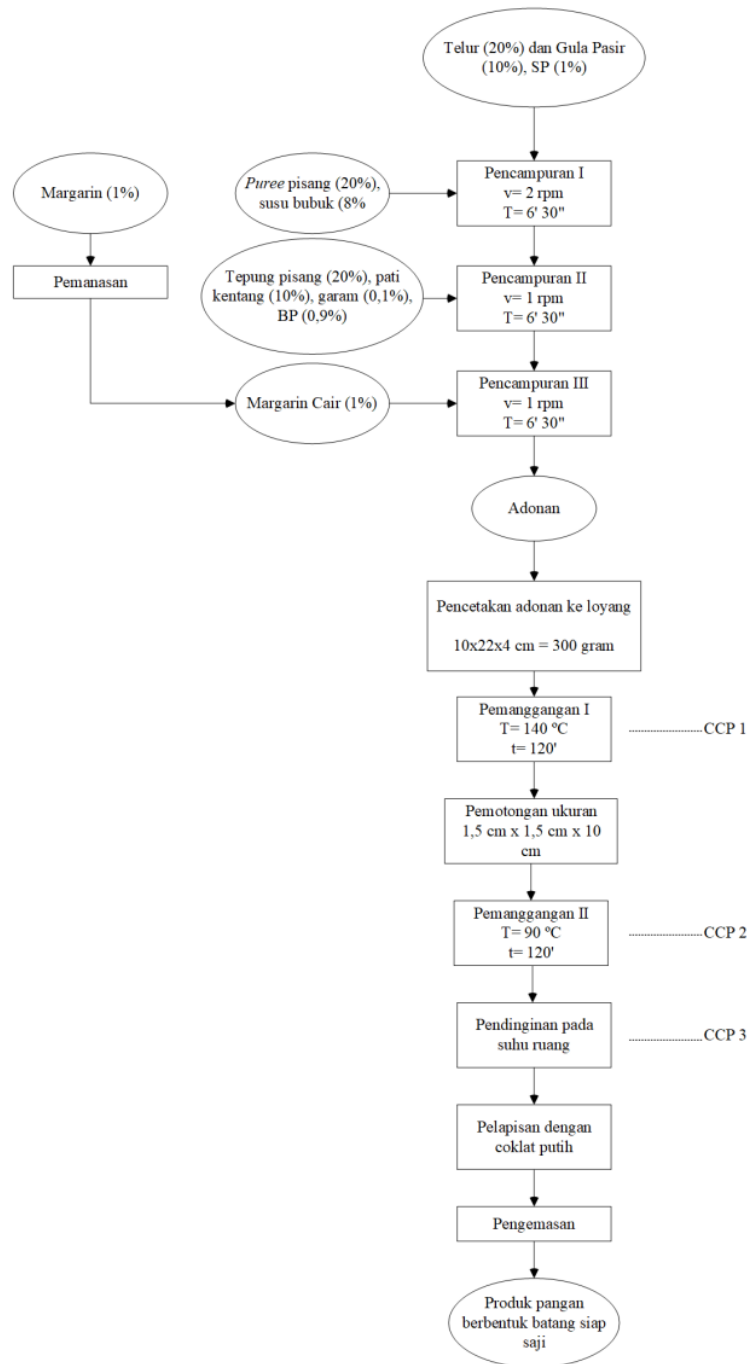 Telur (20%) dan Gula Pasir
(10%), SP (1%)
Margarin (1%)
Puree pisang (20%),
susu bubuk (8%
Pencampuran I
v= 2 rpm
T= 6' 30"
Pemanasan
Tepung pisang (20%), pati
kentang (10%), garam (0,1%),
BP (0,9%)
Pencampuran II
v= 1 rpm
T= 6' 30"
Margarin Cair (1%)
Pencampuran III
v= 1 rpm
T= 6' 30"
Adonan
Pencetakan adonan ke loyang
10x22x4 cm = 300 gram
Pemanggangan I
T= 140 ºC
t= 120'
CCP 1
Pemotongan ukuran
1,5 cm x 1,5 cm x 10
cm
Pemanggangan II
T= 90 ºC
t= 120'
CCP 2
Pendinginan pada
suhu ruang
CCP 3
Pelapisan dengan
coklat putih
Pengemasan
Produk pangan
berbentuk batang siap
saji